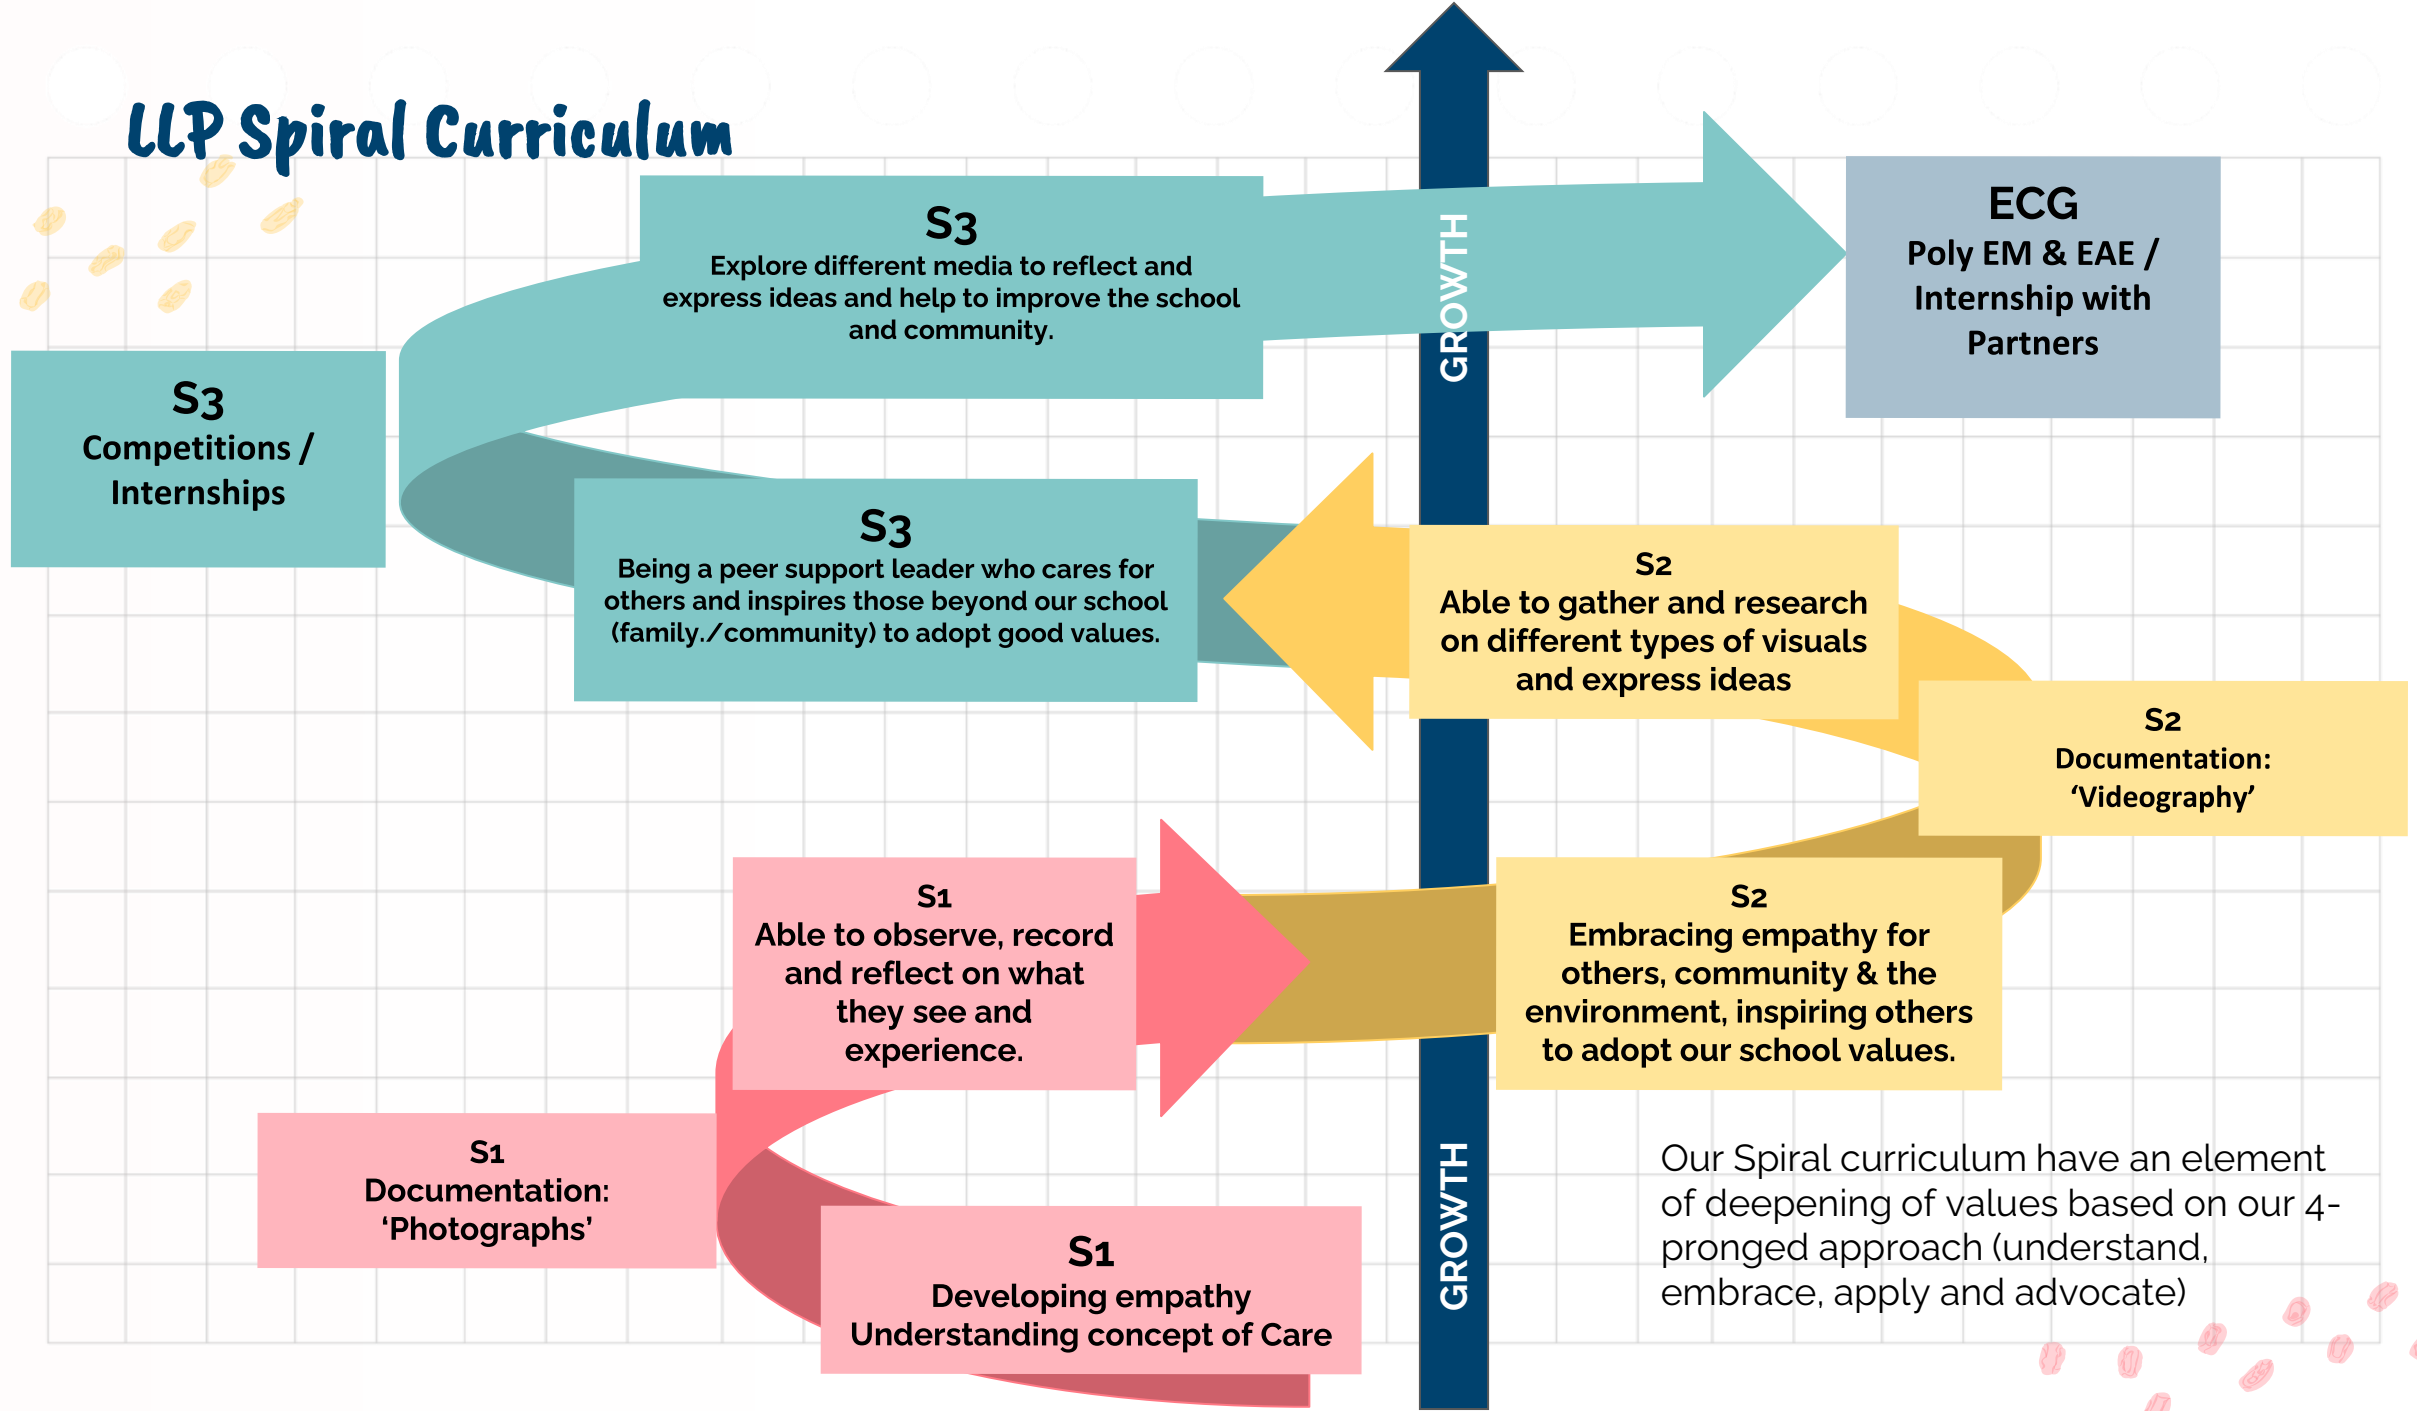 LLP Spiral Curriculum
S3
Explore different media to reflect and
express ideas and help to improve the school
and community.
GROWTH
ECG
Poly EM & EAE /
Internship with
Partners
S3
Competitions /
Internships
S3
Being a peer support leader who cares for
others and inspires those beyond our school
(family./community) to adopt good values.
S2
Able to gather and research
on different types of visuals
and express ideas
S2
Documentation:
‘Videography’
S1
Able to observe, record
and reflect on what
they see and
experience.
S2
Embracing empathy for
others, community & the
environment, inspiring others
to adopt our school values.
S1
Documentation:
‘Photographs’
S1
Developing empathy
Understanding concept of Care
GROWTH
Our Spiral curriculum have an element
of deepening of values based on our 4-
pronged approach (understand,
embrace, apply and advocate)